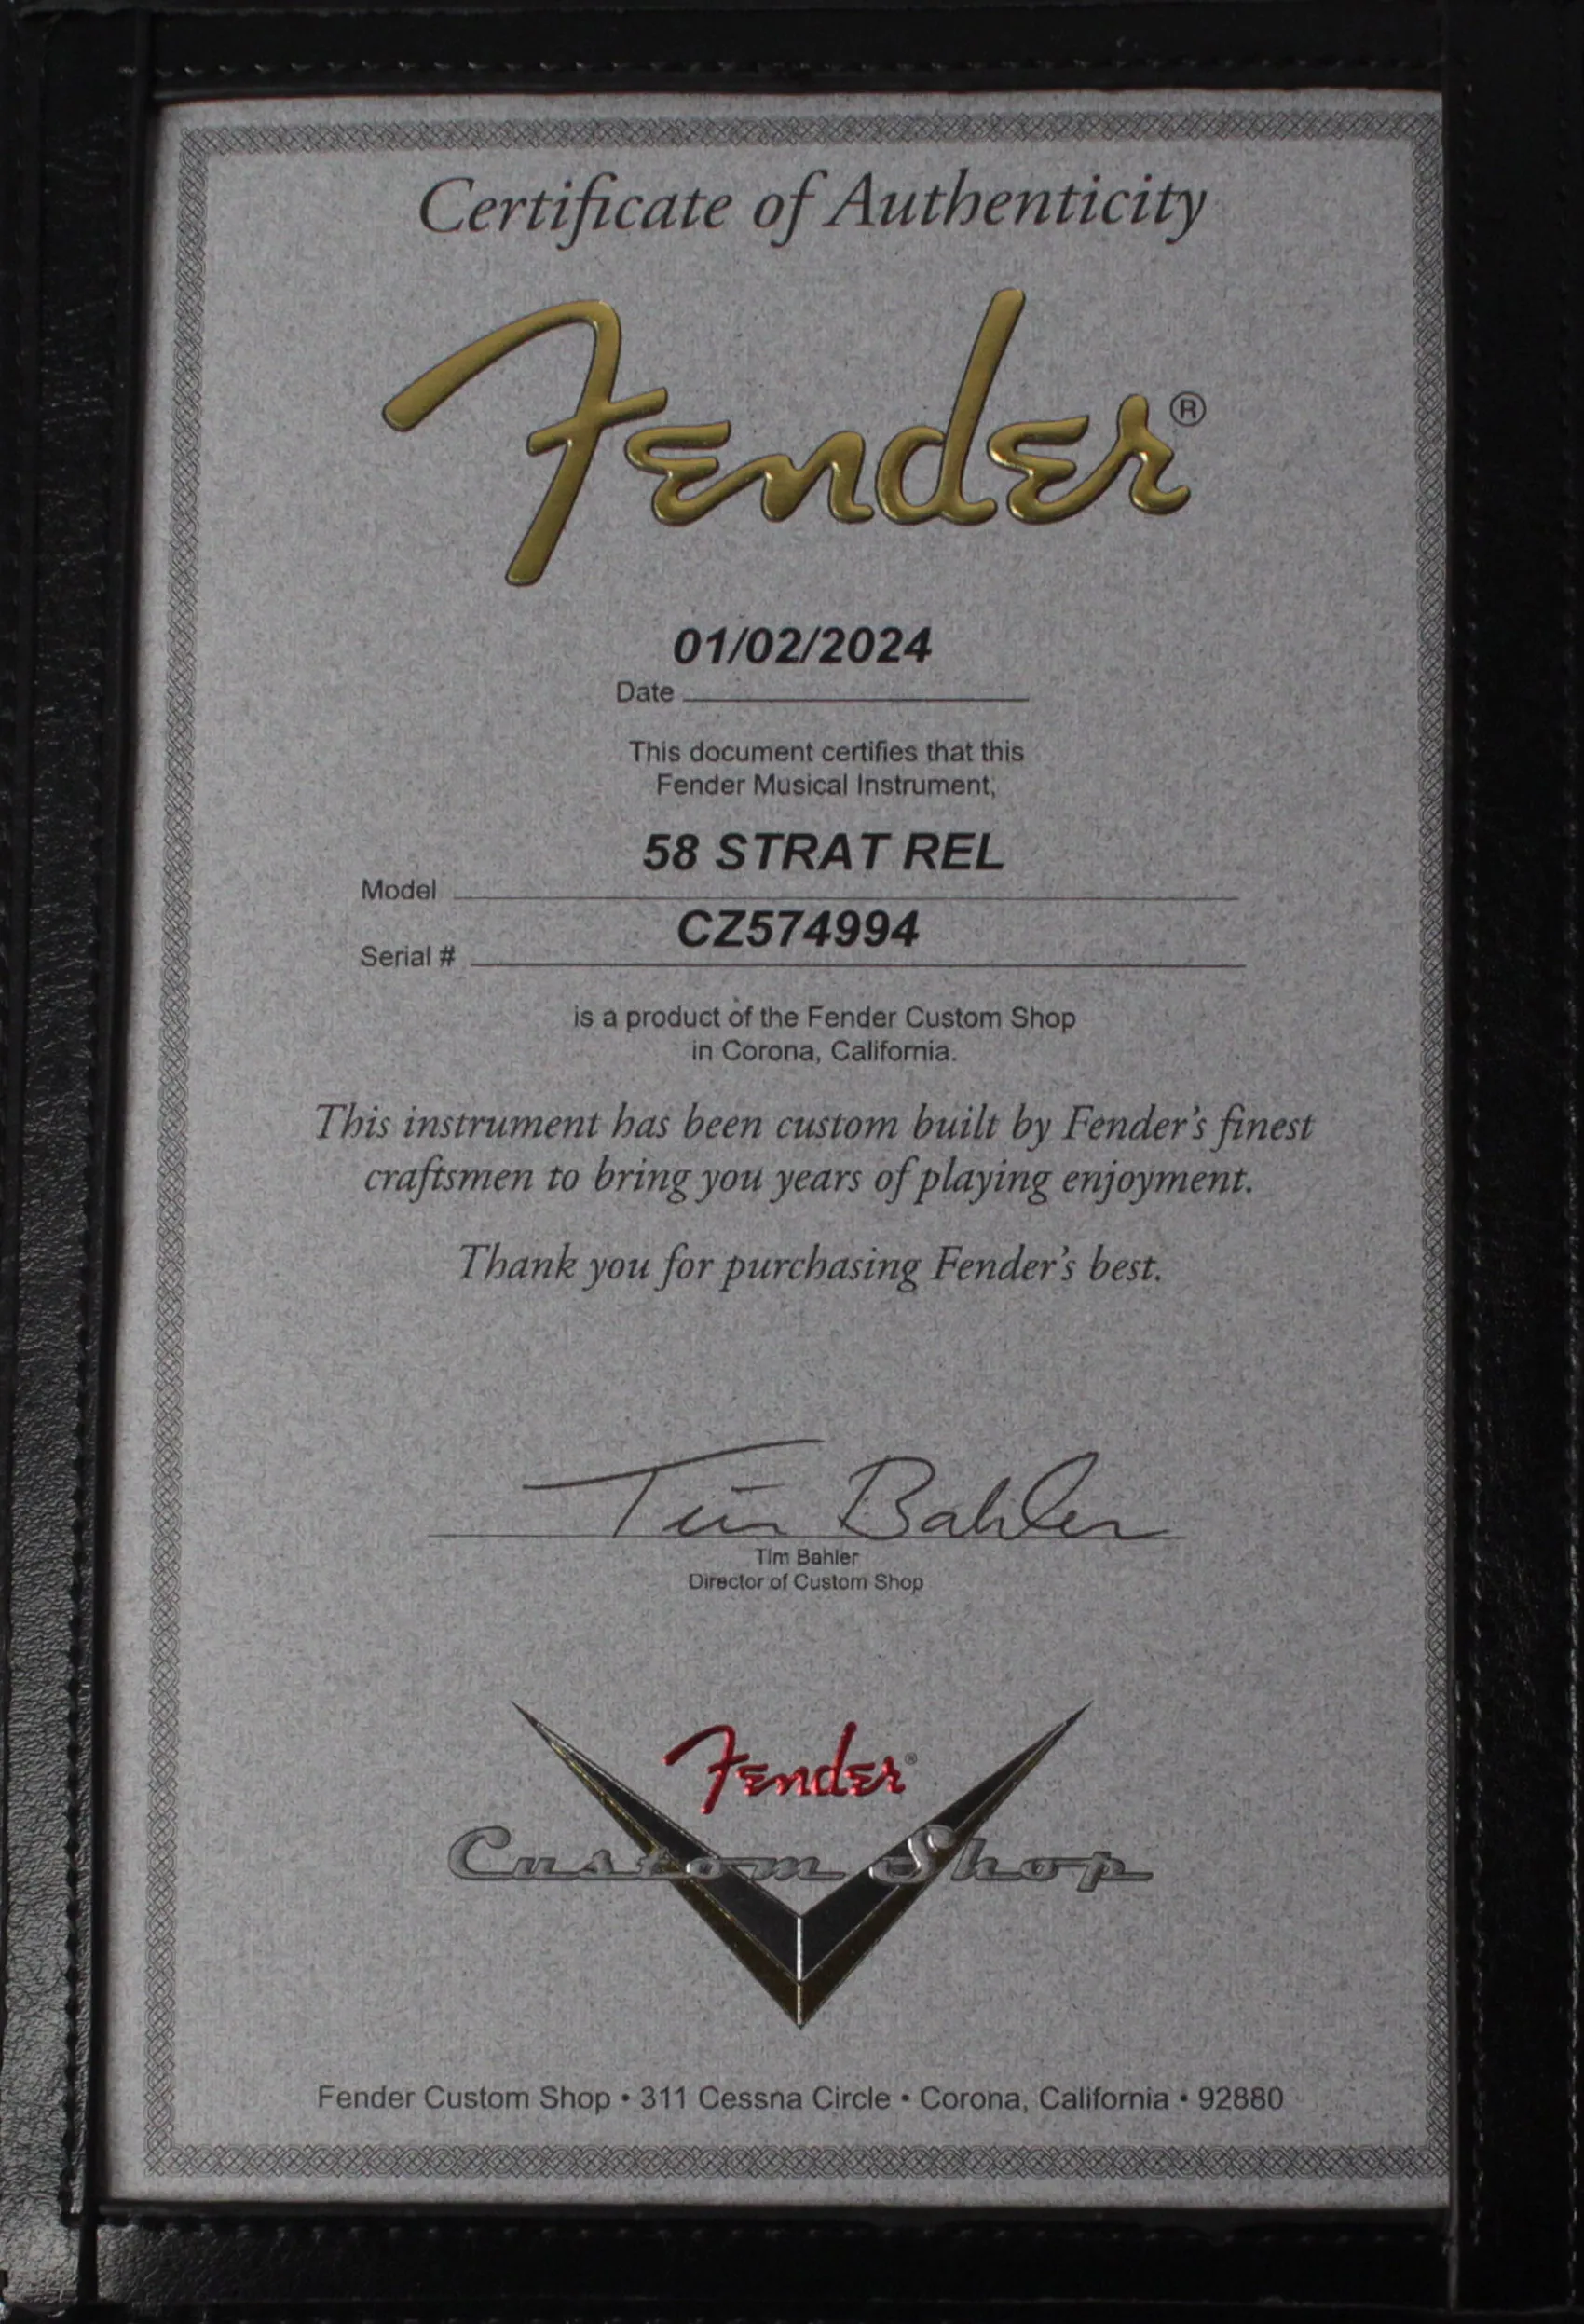 Certificate of Authenticity
Fender®
01/02/2024
Date
This document certifies that this
Fender Musical Instrument,
58 STRAT REL
Model
CZ574994
Serial #
is a product of the Fender Custom Shop
in Corona, California.
This instrument has been custom built by Fender's finest
craftsmen to bring you years of playing enjoyment.
Thank you for purchasing Fender's best.
Tim Bahler
Tim Bahler
Director of Custom Shop
Fender®
Custom Shop
Fender Custom Shop • 311 Cessna Circle • Corona, California • 92880